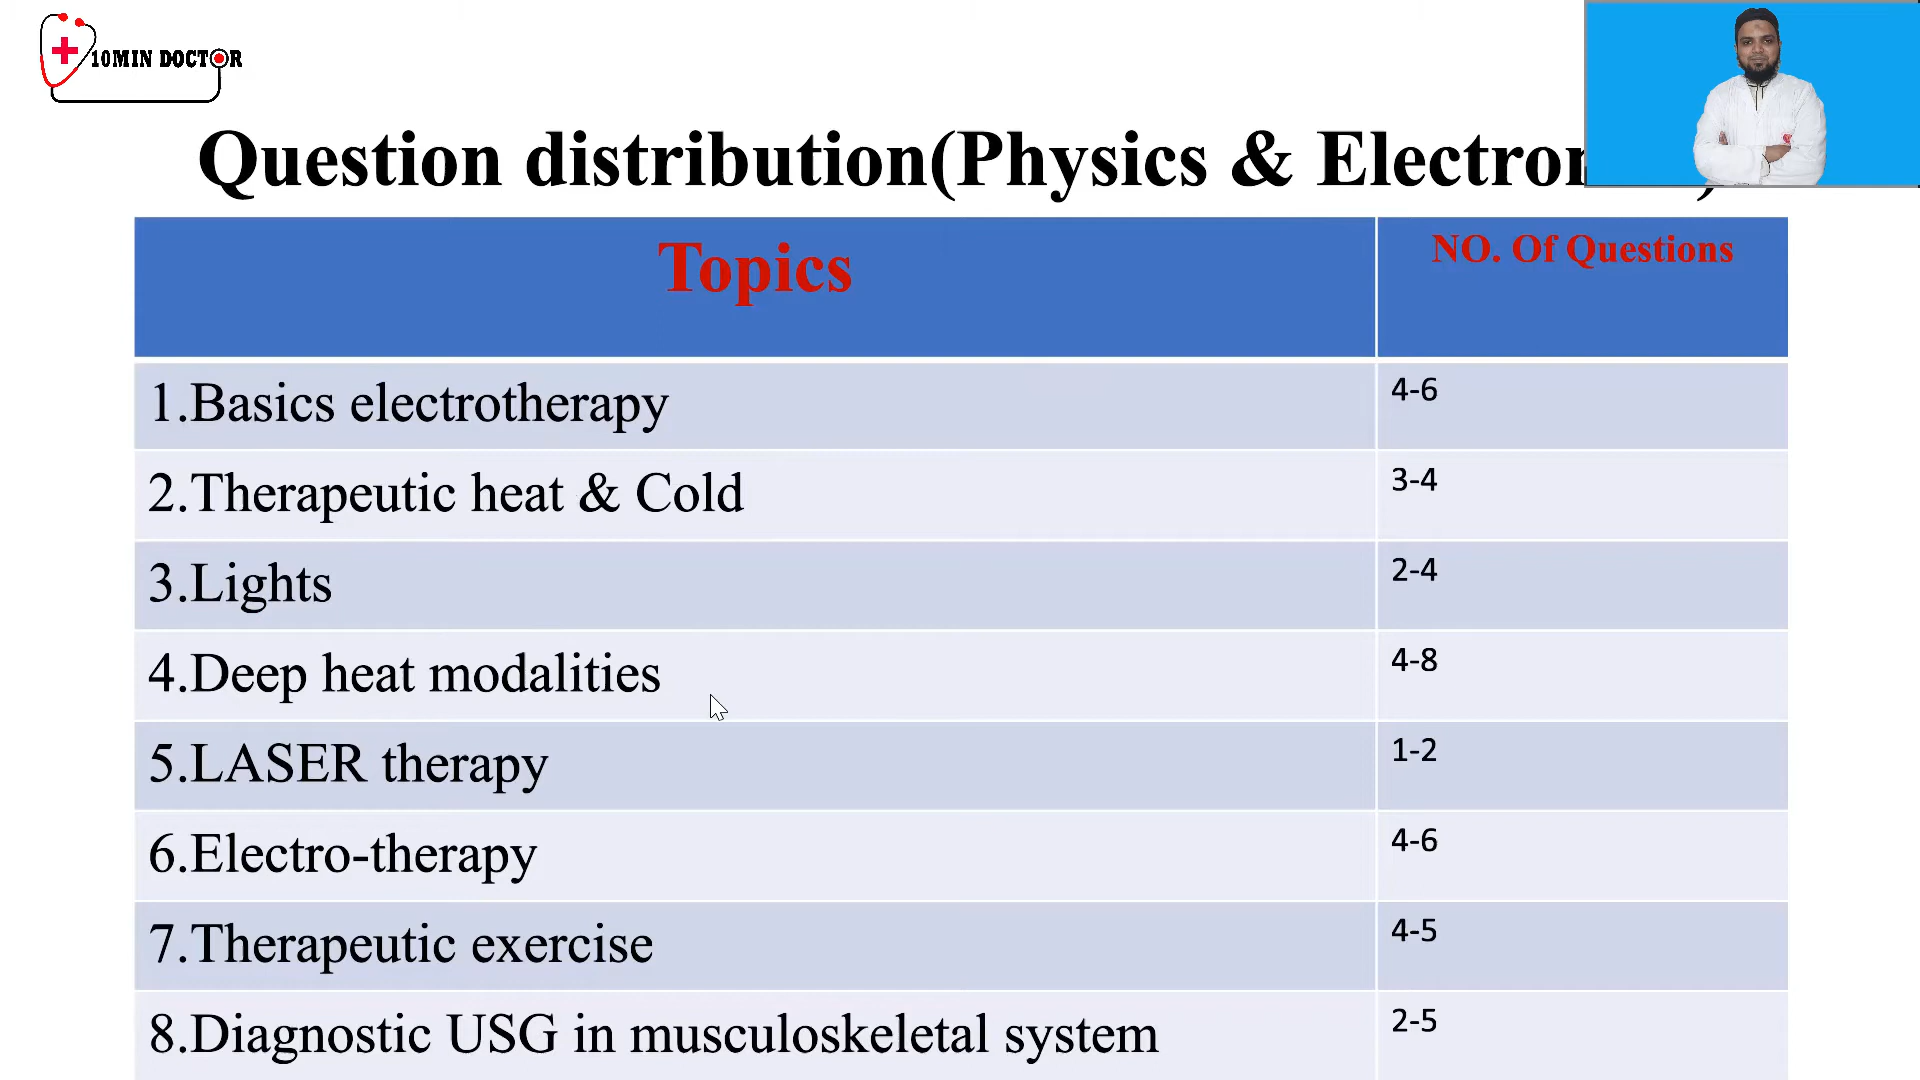 10MIN DOCTOR
Question distribution(Physics & Electron
Topics
NO. Of Questions
1.Basics electrotherapy
4-6
2.Therapeutic heat & Cold
3-4
3.Lights
2-4
4.Deep heat modalities
4-8
5.LASER therapy
1-2
6.Electro-therapy
4-6
7.Therapeutic exercise
4-5
8.Diagnostic USG in musculoskeletal system
2-5